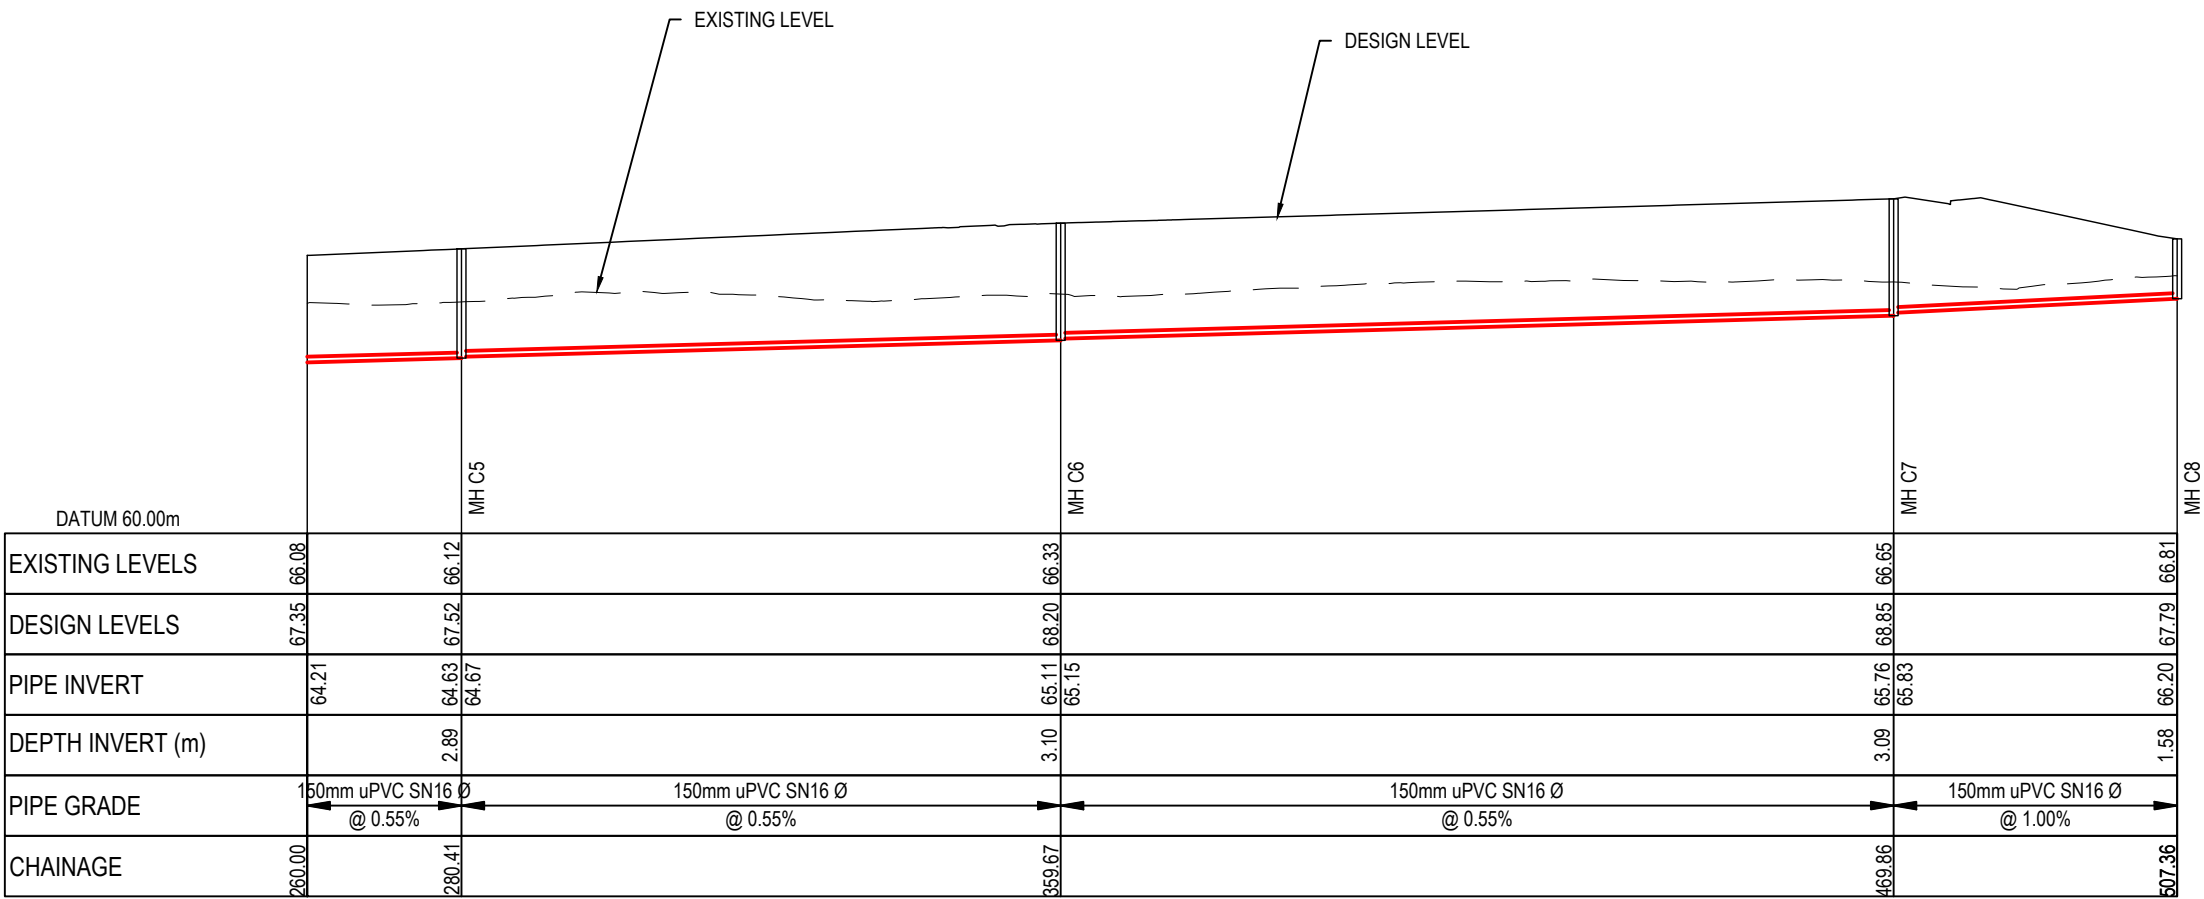 EXISTING LEVEL
DESIGN LEVEL
MH C5
MH C6
MH C7
MH C8
DATUM 60.00m
EXISTING LEVELS
66.08
66.12
66.33
66.65
66.81
DESIGN LEVELS
67.35
67.52
68.20
68.85
67.79
PIPE INVERT
64.21
64.63
64.67
65.11
65.15
65.76
65.83
66.20
DEPTH INVERT (m)
2.89
3.10
3.09
1.58
PIPE GRADE
150mm uPVC SN16 Ø
@ 0.55%
150mm uPVC SN16 Ø
@ 0.55%
150mm uPVC SN16 Ø
@ 0.55%
150mm uPVC SN16 Ø
@ 1.00%
CHAINAGE
260.00
280.41
359.67
469.86
507.36